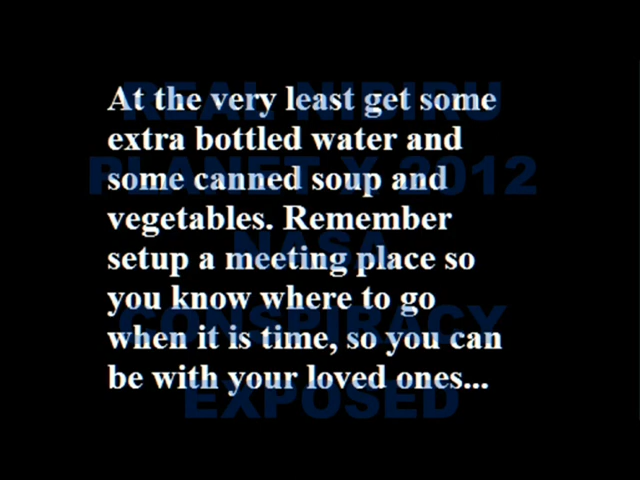 At the very least get some
extra bottled water and
some canned soup and
vegetables. Remember
setup a meeting place so
you know where to go
when it is time, so you can
be with your loved ones...
REAL NIBIRU
PLANET X 2012
NASA
CONSPIRACY
EXPOSED